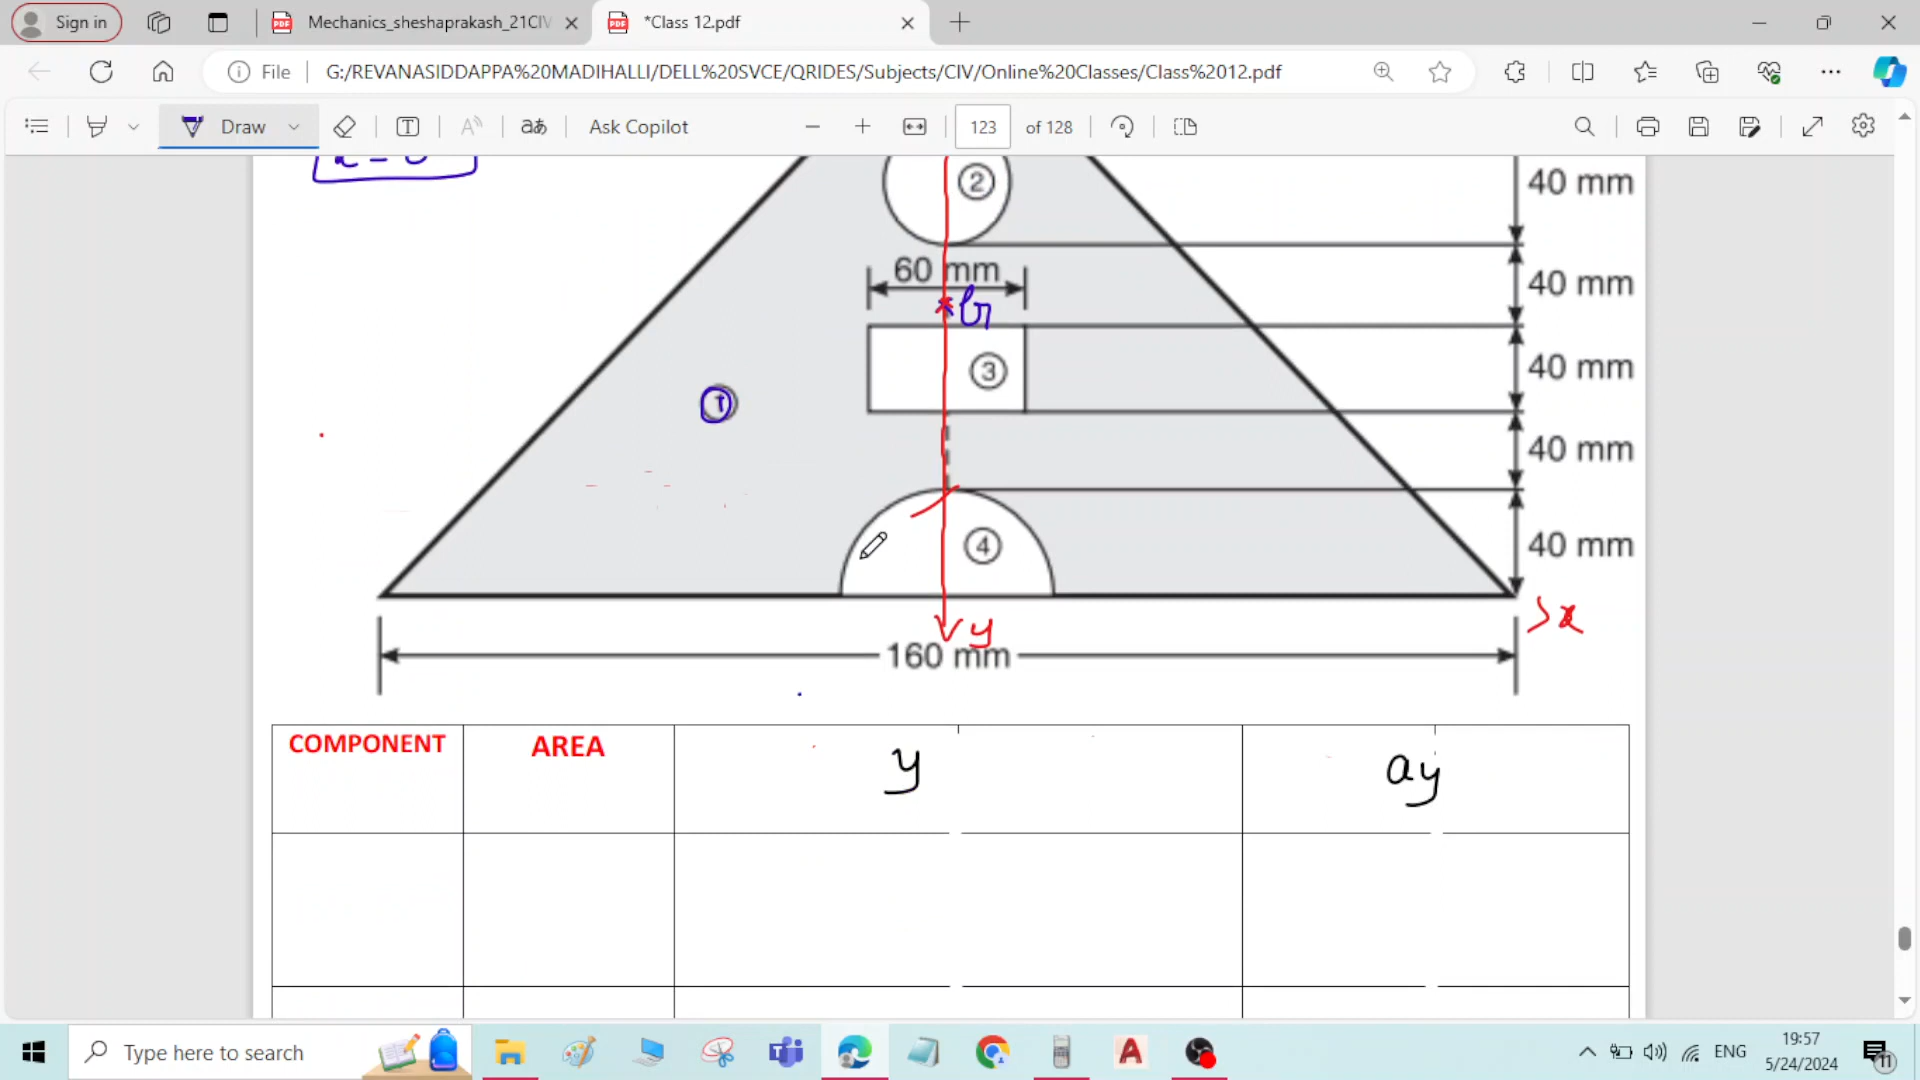 Sign in
Mechanics_sheshaprakash_21CIV
*Class 12.pdf
File
G:/REVANASIDDAPPA%20MADIHALLI/DELL%20SVCE/QRIDES/Subjects/CIV/Online%20Classes/Class%2012.pdf
Draw
Ask Copilot
123
of 128
②
40 mm
60 mm
40 mm
*G
③
40 mm
①
40 mm
④
40 mm
x
y
160 mm
COMPONENT
AREA
y
ay
Type here to search
ENG
19:57
5/24/2024
11